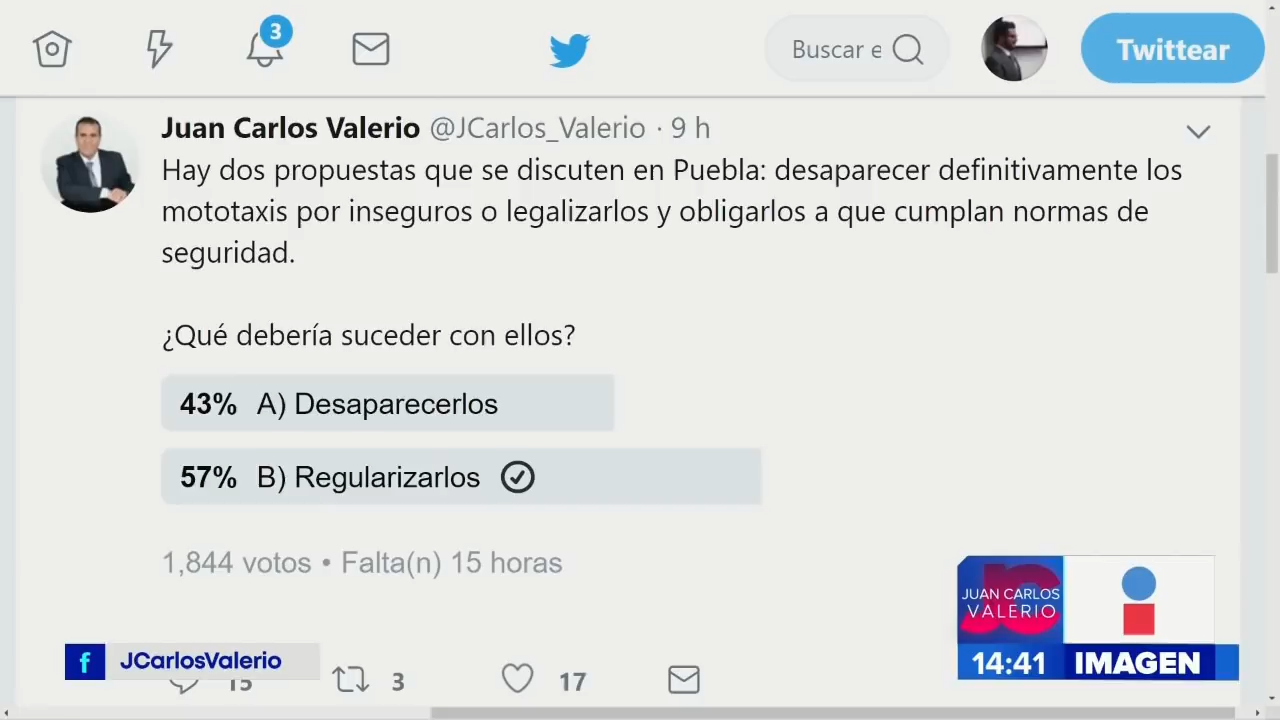 3
Buscar e
Twittear
Juan Carlos Valerio @JCarlos_Valerio · 9 h
Hay dos propuestas que se discuten en Puebla: desaparecer definitivamente los
mototaxis por inseguros o legalizarlos y obligarlos a que cumplan normas de
seguridad.
¿Qué debería suceder con ellos?
43% A) Desaparecerlos
57% B) Regularizarlos
1,844 votos • Falta(n) 15 horas
JUAN CARLOS
VALERIO
14:41 IMAGEN
f JCarlosValerio
15 3 17